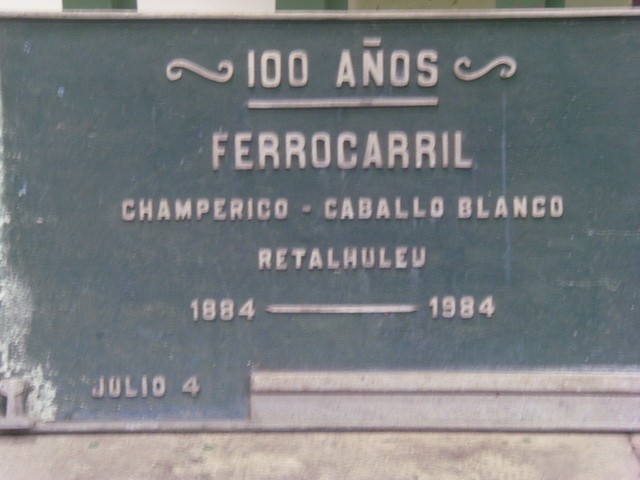 100 AÑOS
FERROCARRIL
CHAMPERICO - CABALLO BLANCO
RETALHULEU
1884 — 1984
JULIO 4